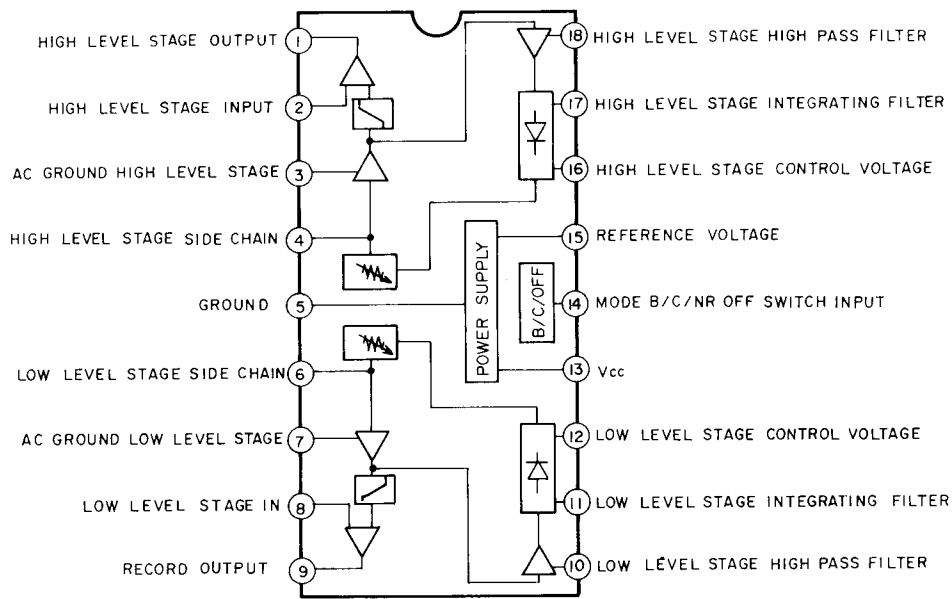 HIGH LEVEL STAGE OUTPUT 1
HIGH LEVEL STAGE INPUT 2
AC GROUND HIGH LEVEL STAGE 3
HIGH LEVEL STAGE SIDE CHAIN 4
GROUND 5
LOW LEVEL STAGE SIDE CHAIN 6
AC GROUND LOW LEVEL STAGE 7
LOW LEVEL STAGE IN 8
RECORD OUTPUT 9
POWER SUPPLY
B/C/OFF
18 HIGH LEVEL STAGE HIGH PASS FILTER
17 HIGH LEVEL STAGE INTEGRATING FILTER
16 HIGH LEVEL STAGE CONTROL VOLTAGE
15 REFERENCE VOLTAGE
14 MODE B/C/NR OFF SWITCH INPUT
13 Vcc
12 LOW LEVEL STAGE CONTROL VOLTAGE
11 LOW LEVEL STAGE INTEGRATING FILTER
10 LOW LEVEL STAGE HIGH PASS FILTER